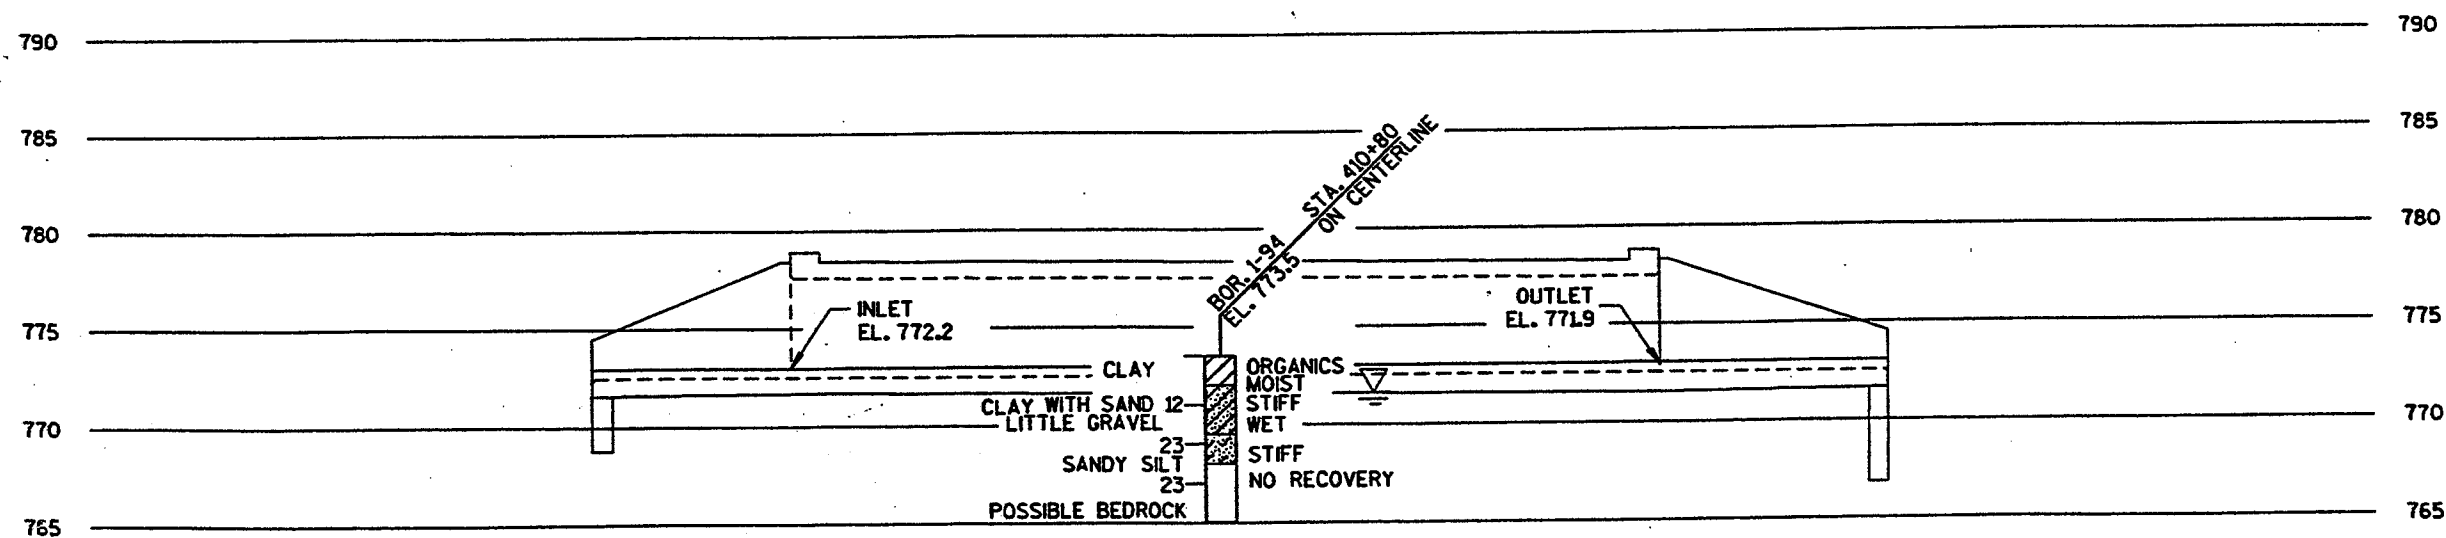 790 790
785 785
STA. 410+80
ON CENTERLINE
780 780
BOR. 1-94
EL. 773.5
INLET
EL. 772.2
OUTLET
EL. 771.9
775 775
CLAY
ORGANICS
MOIST
CLAY WITH SAND 12
STIFF
LITTLE GRAVEL
WET
770 770
23
STIFF
SANDY SILT
23
NO RECOVERY
POSSIBLE BEDROCK
765 765